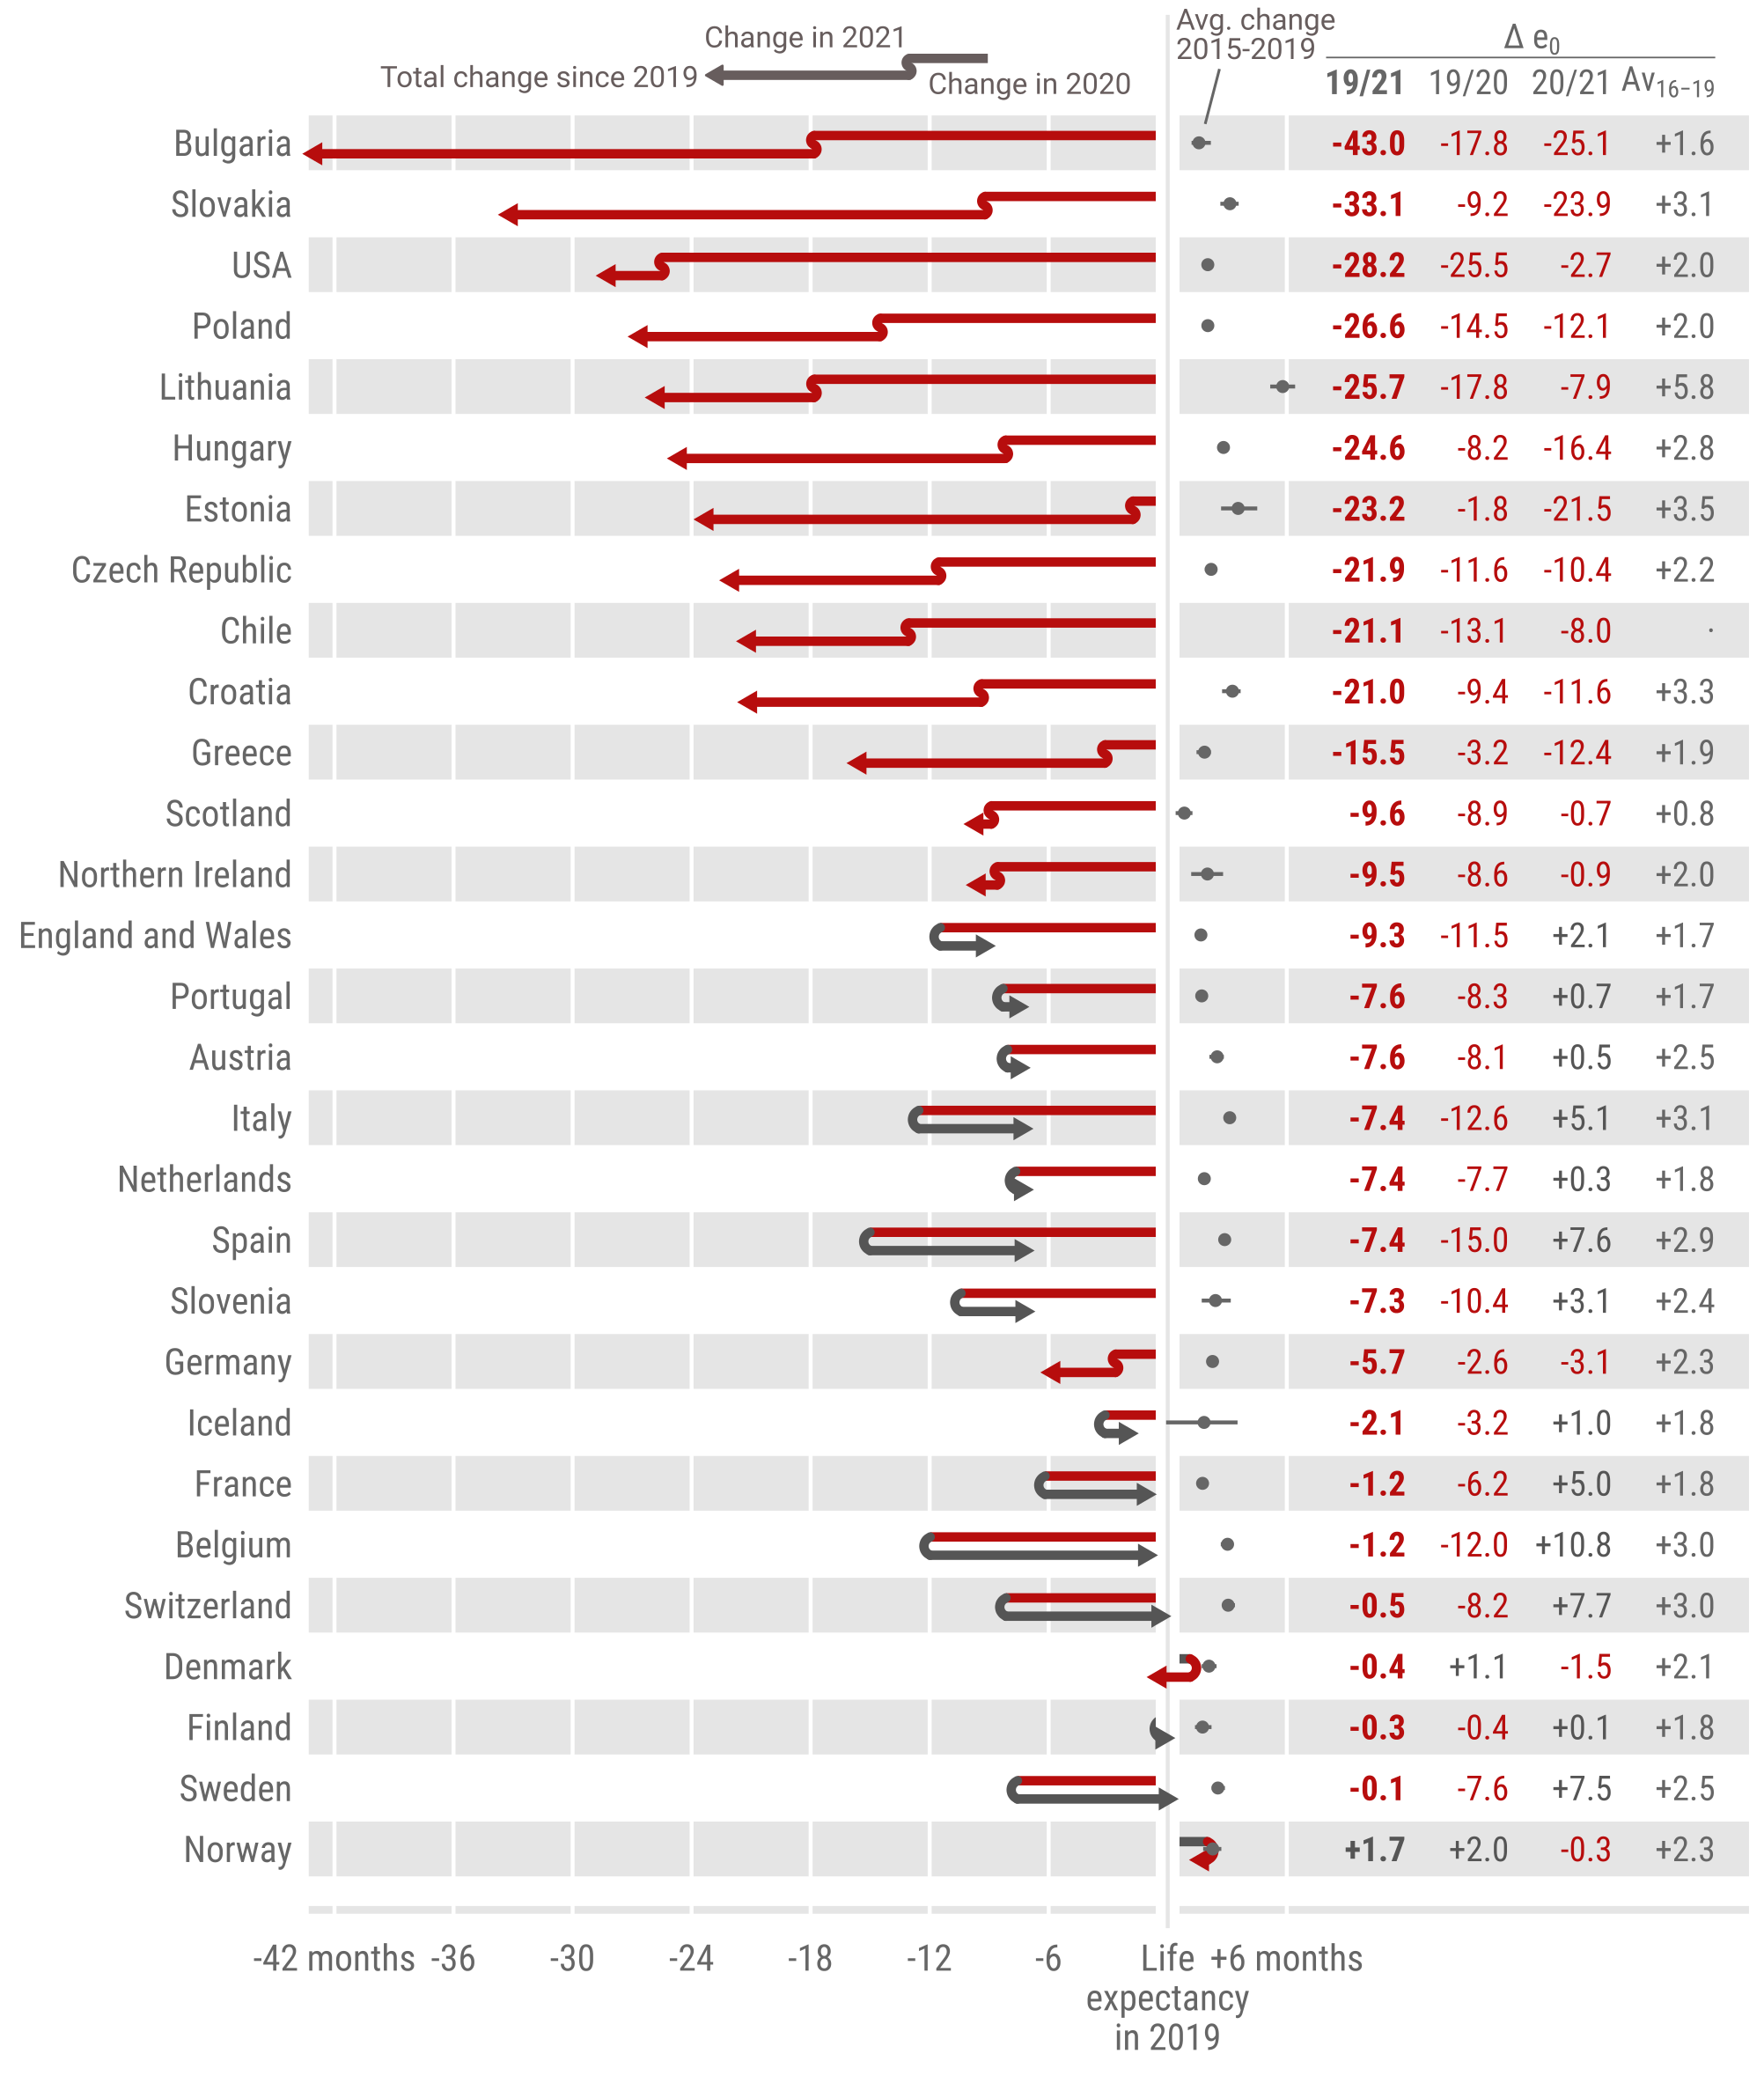 Change in 2021
Total change since 2019
Change in 2020
Avg. change
2015-2019
Δ e0
19/21 19/20 20/21 Av16-19
Bulgaria -43.0 -17.8 -25.1 +1.6
Slovakia -33.1 -9.2 -23.9 +3.1
USA -28.2 -25.5 -2.7 +2.0
Poland -26.6 -14.5 -12.1 +2.0
Lithuania -25.7 -17.8 -7.9 +5.8
Hungary -24.6 -8.2 -16.4 +2.8
Estonia -23.2 -1.8 -21.5 +3.5
Czech Republic -21.9 -11.6 -10.4 +2.2
Chile -21.1 -13.1 -8.0 ·
Croatia -21.0 -9.4 -11.6 +3.3
Greece -15.5 -3.2 -12.4 +1.9
Scotland -9.6 -8.9 -0.7 +0.8
Northern Ireland -9.5 -8.6 -0.9 +2.0
England and Wales -9.3 -11.5 +2.1 +1.7
Portugal -7.6 -8.3 +0.7 +1.7
Austria -7.6 -8.1 +0.5 +2.5
Italy -7.4 -12.6 +5.1 +3.1
Netherlands -7.4 -7.7 +0.3 +1.8
Spain -7.4 -15.0 +7.6 +2.9
Slovenia -7.3 -10.4 +3.1 +2.4
Germany -5.7 -2.6 -3.1 +2.3
Iceland -2.1 -3.2 +1.0 +1.8
France -1.2 -6.2 +5.0 +1.8
Belgium -1.2 -12.0 +10.8 +3.0
Switzerland -0.5 -8.2 +7.7 +3.0
Denmark -0.4 +1.1 -1.5 +2.1
Finland -0.3 -0.4 +0.1 +1.8
Sweden -0.1 -7.6 +7.5 +2.5
Norway +1.7 +2.0 -0.3 +2.3
-42 months -36 -30 -24 -18 -12 -6 Life +6 months
expectancy
in 2019